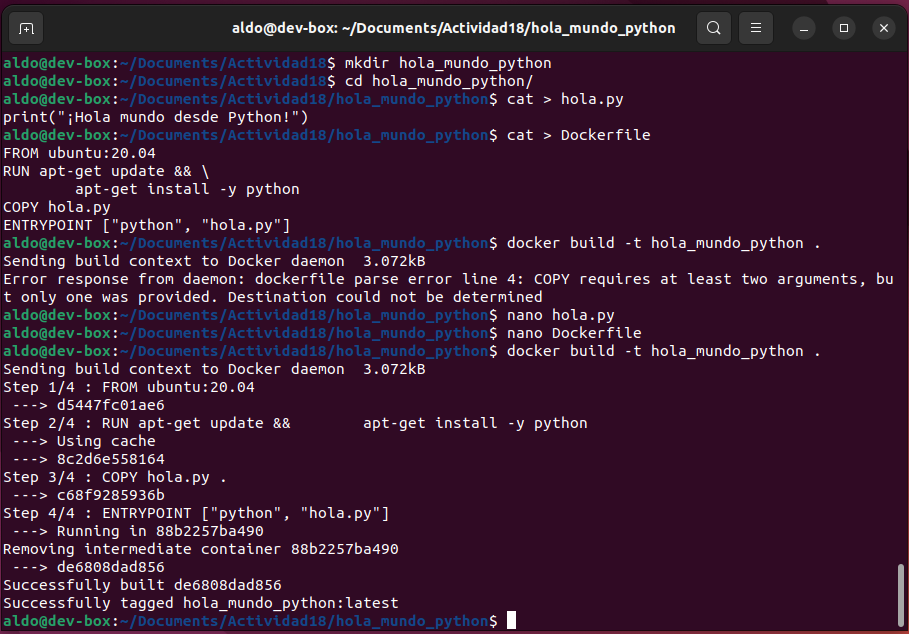 aldo@dev-box: ~/Documents/Actividad18/hola_mundo_python
aldo@dev-box:~/Documents/Actividad18$ mkdir hola_mundo_python
aldo@dev-box:~/Documents/Actividad18$ cd hola_mundo_python/
aldo@dev-box:~/Documents/Actividad18/hola_mundo_python$ cat > hola.py
print("¡Hola mundo desde Python!")
aldo@dev-box:~/Documents/Actividad18/hola_mundo_python$ cat > Dockerfile
FROM ubuntu:20.04
RUN apt-get update && \
        apt-get install -y python
COPY hola.py
ENTRYPOINT ["python", "hola.py"]
aldo@dev-box:~/Documents/Actividad18/hola_mundo_python$ docker build -t hola_mundo_python .
Sending build context to Docker daemon  3.072kB
Error response from daemon: dockerfile parse error line 4: COPY requires at least two arguments, bu
t only one was provided. Destination could not be determined
aldo@dev-box:~/Documents/Actividad18/hola_mundo_python$ nano hola.py
aldo@dev-box:~/Documents/Actividad18/hola_mundo_python$ nano Dockerfile
aldo@dev-box:~/Documents/Actividad18/hola_mundo_python$ docker build -t hola_mundo_python .
Sending build context to Docker daemon  3.072kB
Step 1/4 : FROM ubuntu:20.04
 ---> d5447fc01ae6
Step 2/4 : RUN apt-get update &&        apt-get install -y python
 ---> Using cache
 ---> 8c2d6e558164
Step 3/4 : COPY hola.py .
 ---> c68f9285936b
Step 4/4 : ENTRYPOINT ["python", "hola.py"]
 ---> Running in 88b2257ba490
Removing intermediate container 88b2257ba490
 ---> de6808dad856
Successfully built de6808dad856
Successfully tagged hola_mundo_python:latest
aldo@dev-box:~/Documents/Actividad18/hola_mundo_python$